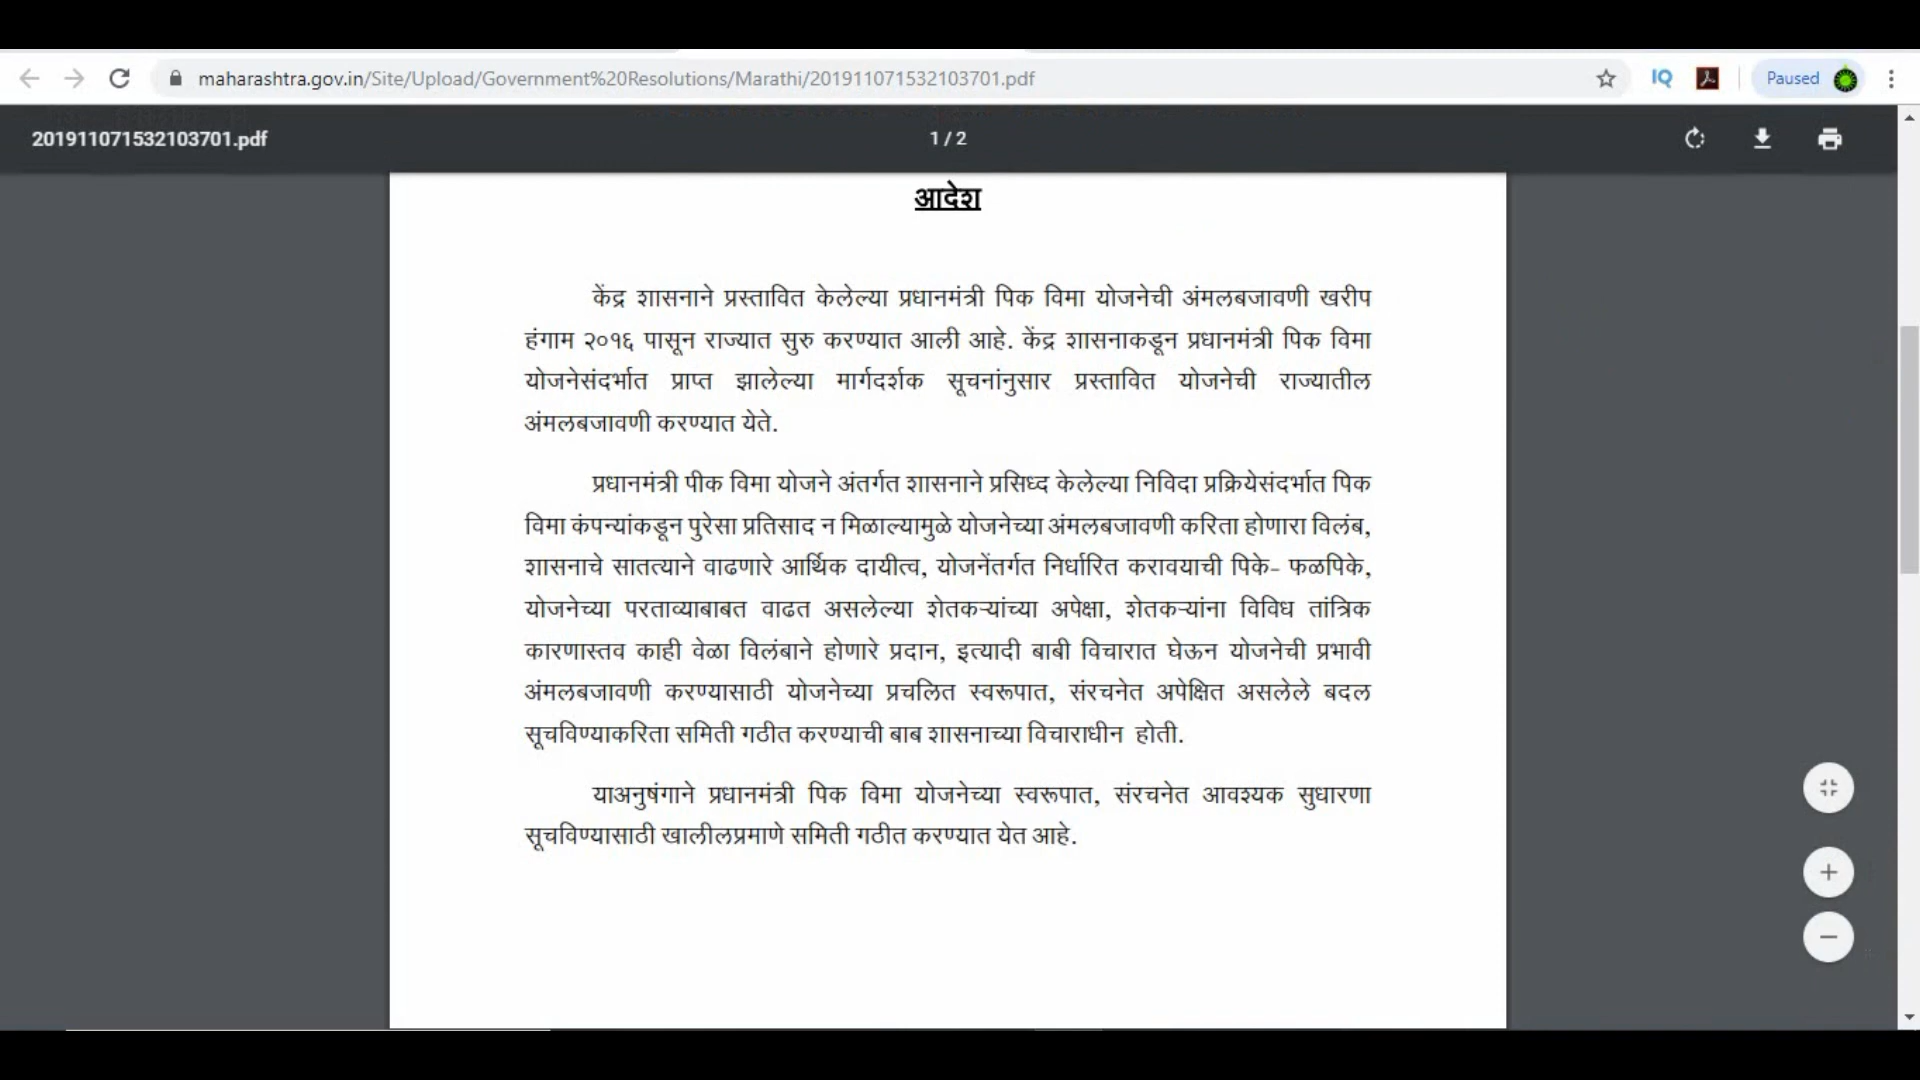 maharashtra.gov.in/Site/Upload/Government%20Resolutions/Marathi/201911071532103701.pdf
IQ
Paused
201911071532103701.pdf
1 / 2
आदेश
केंद्र शासनाने प्रस्तावित केलेल्या प्रधानमंत्री पिक विमा योजनेची अंमलबजावणी खरीप
हंगाम २०१६ पासून राज्यात सुरु करण्यात आली आहे. केंद्र शासनाकडून प्रधानमंत्री पिक विमा
योजनेसंदर्भात प्राप्त झालेल्या मार्गदर्शक सूचनांनुसार प्रस्तावित योजनेची राज्यातील
अंमलबजावणी करण्यात येते.
प्रधानमंत्री पीक विमा योजने अंतर्गत शासनाने प्रसिध्द केलेल्या निविदा प्रक्रियेसंदर्भात पिक
विमा कंपन्यांकडून पुरेसा प्रतिसाद न मिळाल्यामुळे योजनेच्या अंमलबजावणी करिता होणारा विलंब,
शासनाचे सातत्याने वाढणारे आर्थिक दायीत्व, योजनेंतर्गत निर्धारित करावयाची पिके- फळपिके,
योजनेच्या परताव्याबाबत वाढत असलेल्या शेतकऱ्यांच्या अपेक्षा, शेतकऱ्यांना विविध तांत्रिक
कारणास्तव काही वेळा विलंबाने होणारे प्रदान, इत्यादी बाबी विचारात घेऊन योजनेची प्रभावी
अंमलबजावणी करण्यासाठी योजनेच्या प्रचलित स्वरूपात, संरचनेत अपेक्षित असलेले बदल
सूचविण्याकरिता समिती गठीत करण्याची बाब शासनाच्या विचाराधीन होती.
याअनुषंगाने प्रधानमंत्री पिक विमा योजनेच्या स्वरूपात, संरचनेत आवश्यक सुधारणा
सूचविण्यासाठी खालीलप्रमाणे समिती गठीत करण्यात येत आहे.